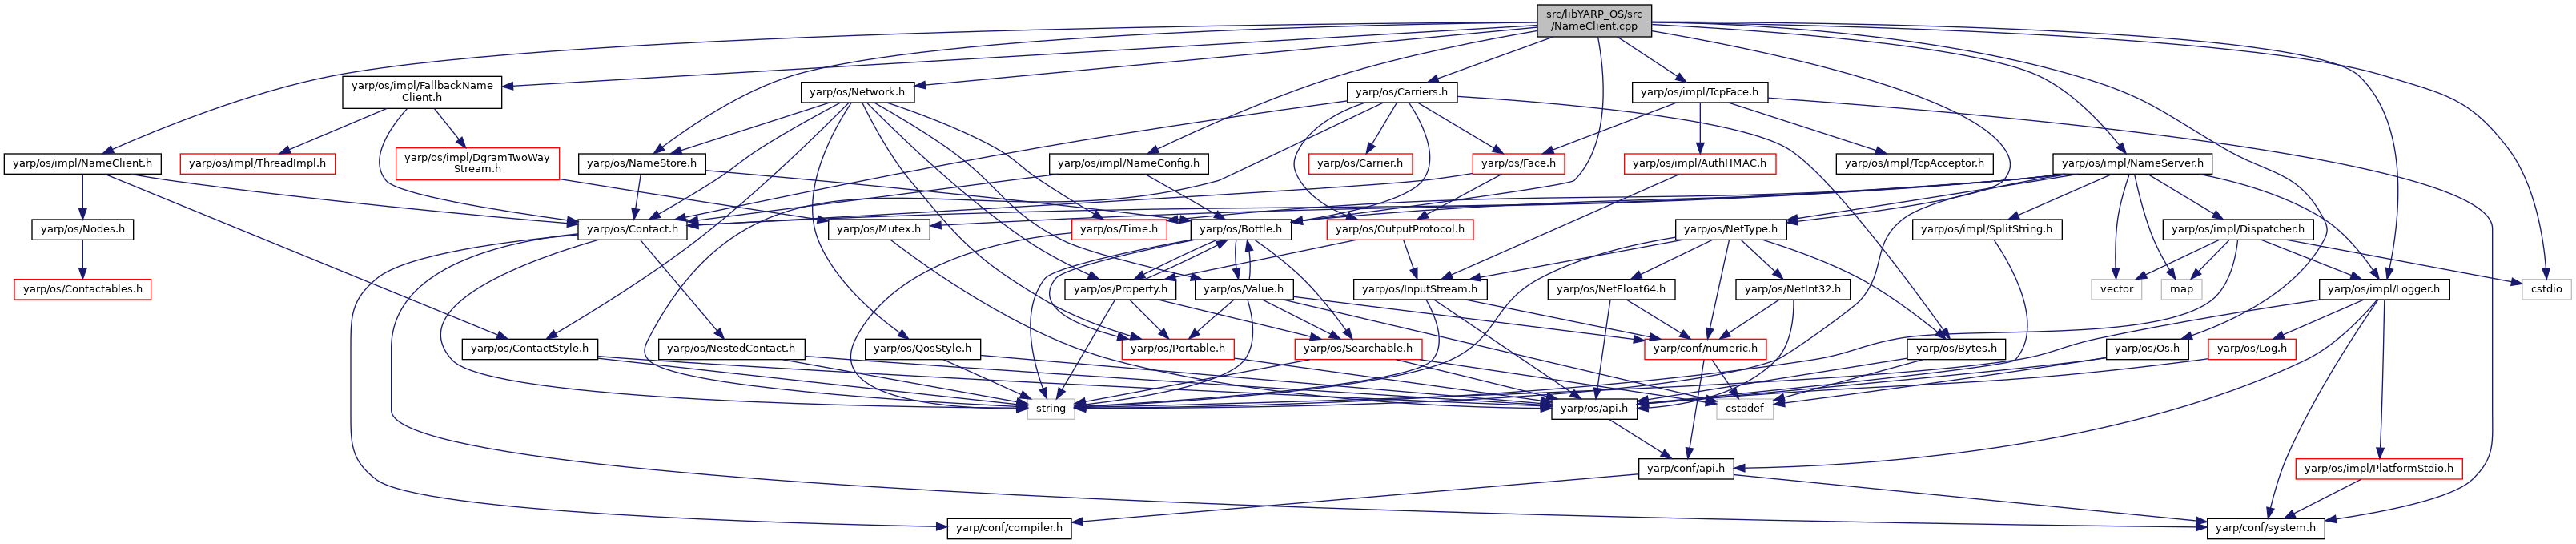 src/libYARP_OS/src
/NameClient.cpp
yarp/os/impl/FallbackName
Client.h
yarp/os/Network.h
yarp/os/Carriers.h
yarp/os/impl/TcpFace.h
yarp/os/impl/NameClient.h
yarp/os/impl/ThreadImpl.h
yarp/os/impl/DgramTwoWay
Stream.h
yarp/os/NameStore.h
yarp/os/impl/NameConfig.h
yarp/os/Carrier.h
yarp/os/Face.h
yarp/os/impl/AuthHMAC.h
yarp/os/impl/TcpAcceptor.h
yarp/os/impl/NameServer.h
yarp/os/Nodes.h
yarp/os/Contact.h
yarp/os/Mutex.h
yarp/os/Time.h
yarp/os/Bottle.h
yarp/os/OutputProtocol.h
yarp/os/NetType.h
yarp/os/impl/SplitString.h
yarp/os/impl/Dispatcher.h
yarp/os/Contactables.h
yarp/os/Property.h
yarp/os/Value.h
yarp/os/InputStream.h
yarp/os/NetFloat64.h
yarp/os/NetInt32.h
vector
map
yarp/os/impl/Logger.h
cstdio
yarp/os/ContactStyle.h
yarp/os/NestedContact.h
yarp/os/QosStyle.h
yarp/os/Portable.h
yarp/os/Searchable.h
yarp/conf/numeric.h
yarp/os/Bytes.h
yarp/os/Os.h
yarp/os/Log.h
string
yarp/os/api.h
cstddef
yarp/conf/api.h
yarp/os/impl/PlatformStdio.h
yarp/conf/compiler.h
yarp/conf/system.h